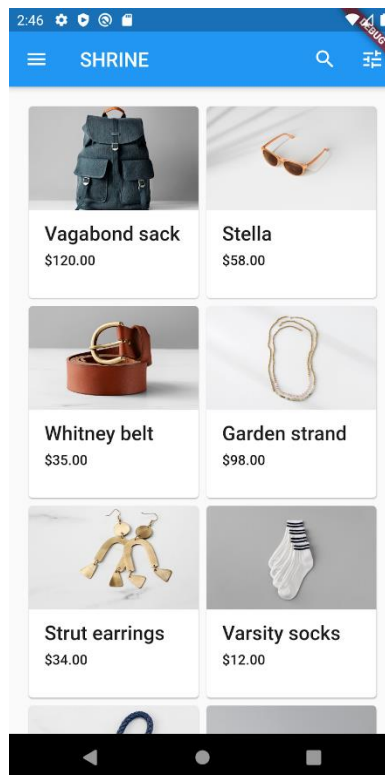 2:46
DEBUG
SHRINE
Vagabond sack
$120.00
Stella
$58.00
Whitney belt
$35.00
Garden strand
$98.00
Strut earrings
$34.00
Varsity socks
$12.00